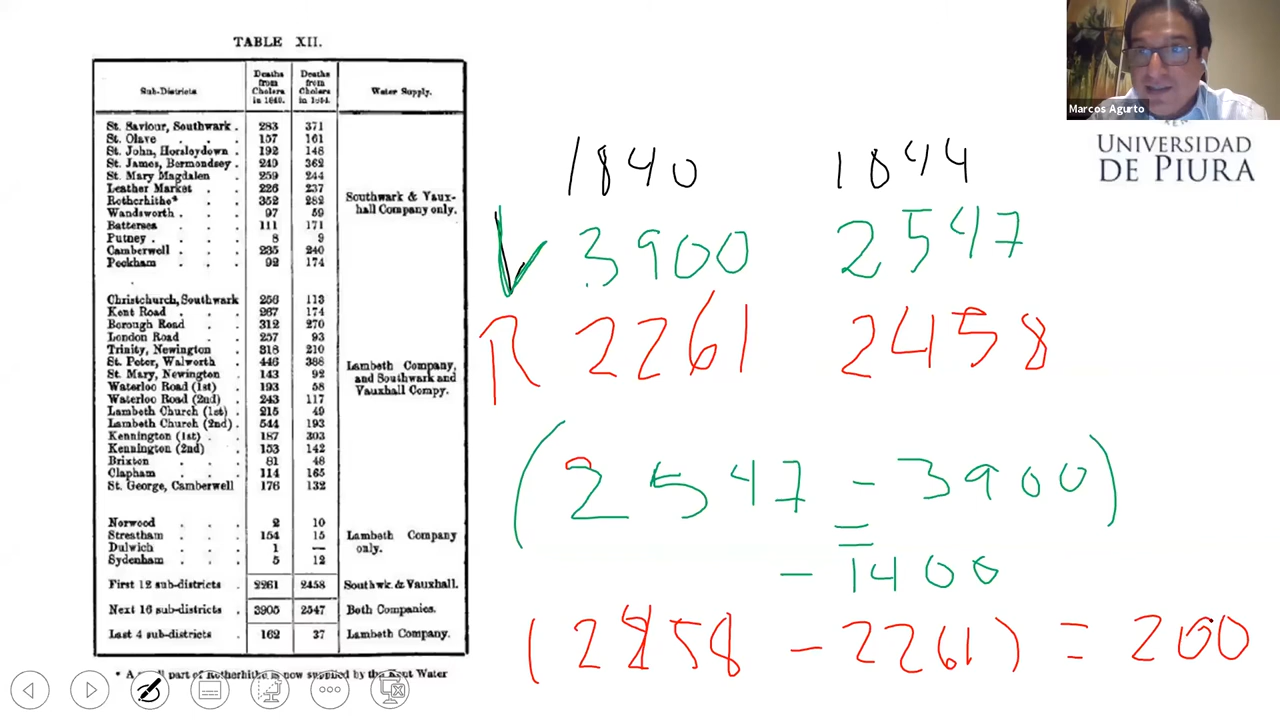 TABLE XII.
Sub-Districts Deaths from Cholera in 1849. Deaths from Cholera in 1854. Water Supply.
St. Saviour, Southwark . 283 371
St. Olave . . . 157 161
St. John, Horsleydown . 192 148
St. James, Bermondsey . 249 362
St. Mary Magdalen . 259 244
Leather Market . . 226 237
Rotherhithe* . . 352 282
Wandsworth . . . 97 59
Battersea . . . 111 171
Putney . . . 8 9
Camberwell . . . 235 240
Peckham . . . 92 174
Southwark & Vauxhall Company only.
Christchurch, Southwark 256 113
Kent Road . . . 267 174
Borough Road . . 312 270
London Road . . 257 93
Trinity, Newington . 318 210
St. Peter, Walworth . 446 388
St. Mary, Newington . 143 92
Waterloo Road (1st) . 193 58
Waterloo Road (2nd) . 243 117
Lambeth Church (1st) . 215 49
Lambeth Church (2nd) . 544 193
Kennington (1st) . . 187 303
Kennington (2nd) . 153 142
Brixton . . . 81 48
Clapham . . . 114 165
St. George, Camberwell 176 132
Lambeth Company, and Southwark and Vauxhall Compy.
Norwood . . . 2 10
Streatham . . . 154 15
Dulwich . . . 1 —
Sydenham . . . 5 12
Lambeth Company only.
First 12 sub-districts . 2261 2458 Southwk. & Vauxhall.
Next 16 sub-districts . 3905 2547 Both Companies.
Last 4 sub-districts . 162 37 Lambeth Company.
* A part of Rotherhithe is now supplied by the Kent Water
1840 1844
V 3900 2547
R 2261 2458
(2547 - 3900)
=
- 1400
(2458 - 2261) = 200
Marcos Agurto
UNIVERSIDAD
DE PIURA